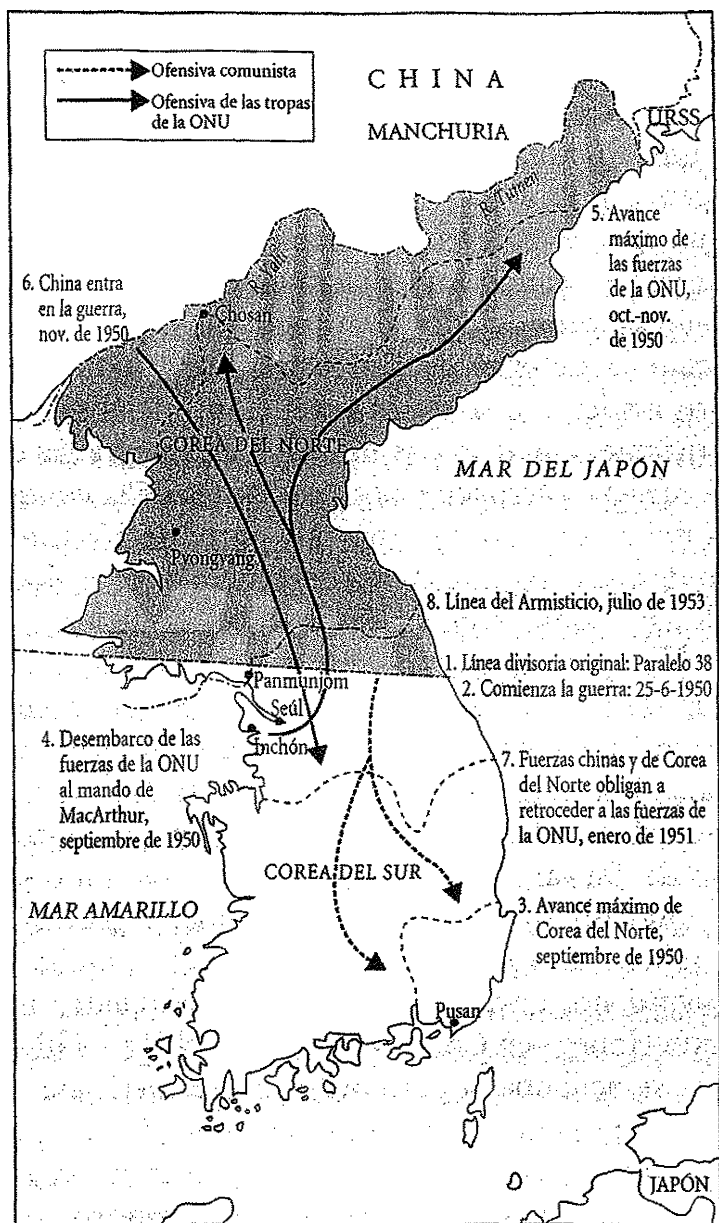 Ofensiva comunista
Ofensiva de las tropas
de la ONU
CHINA
MANCHURIA
URSS
R. Tumen
5. Avance
máximo de
las fuerzas
de la ONU,
oct.-nov.
de 1950
6. China entra
en la guerra,
nov. de 1950
R. Yalu
Chosan
COREA DEL NORTE
MAR DEL JAPÓN
Pyongyang
8. Línea del Armisticio, julio de 1953
1. Línea divisoria original: Paralelo 38
2. Comienza la guerra: 25-6-1950
Panmunjom
Seúl
Inchón
4. Desembarco de las
fuerzas de la ONU
al mando de
MacArthur,
septiembre de 1950
7. Fuerzas chinas y de Corea
del Norte obligan a
retroceder a las fuerzas de
la ONU, enero de 1951
COREA DEL SUR
MAR AMARILLO
3. Avance máximo de
Corea del Norte,
septiembre de 1950
Pusan
JAPÓN